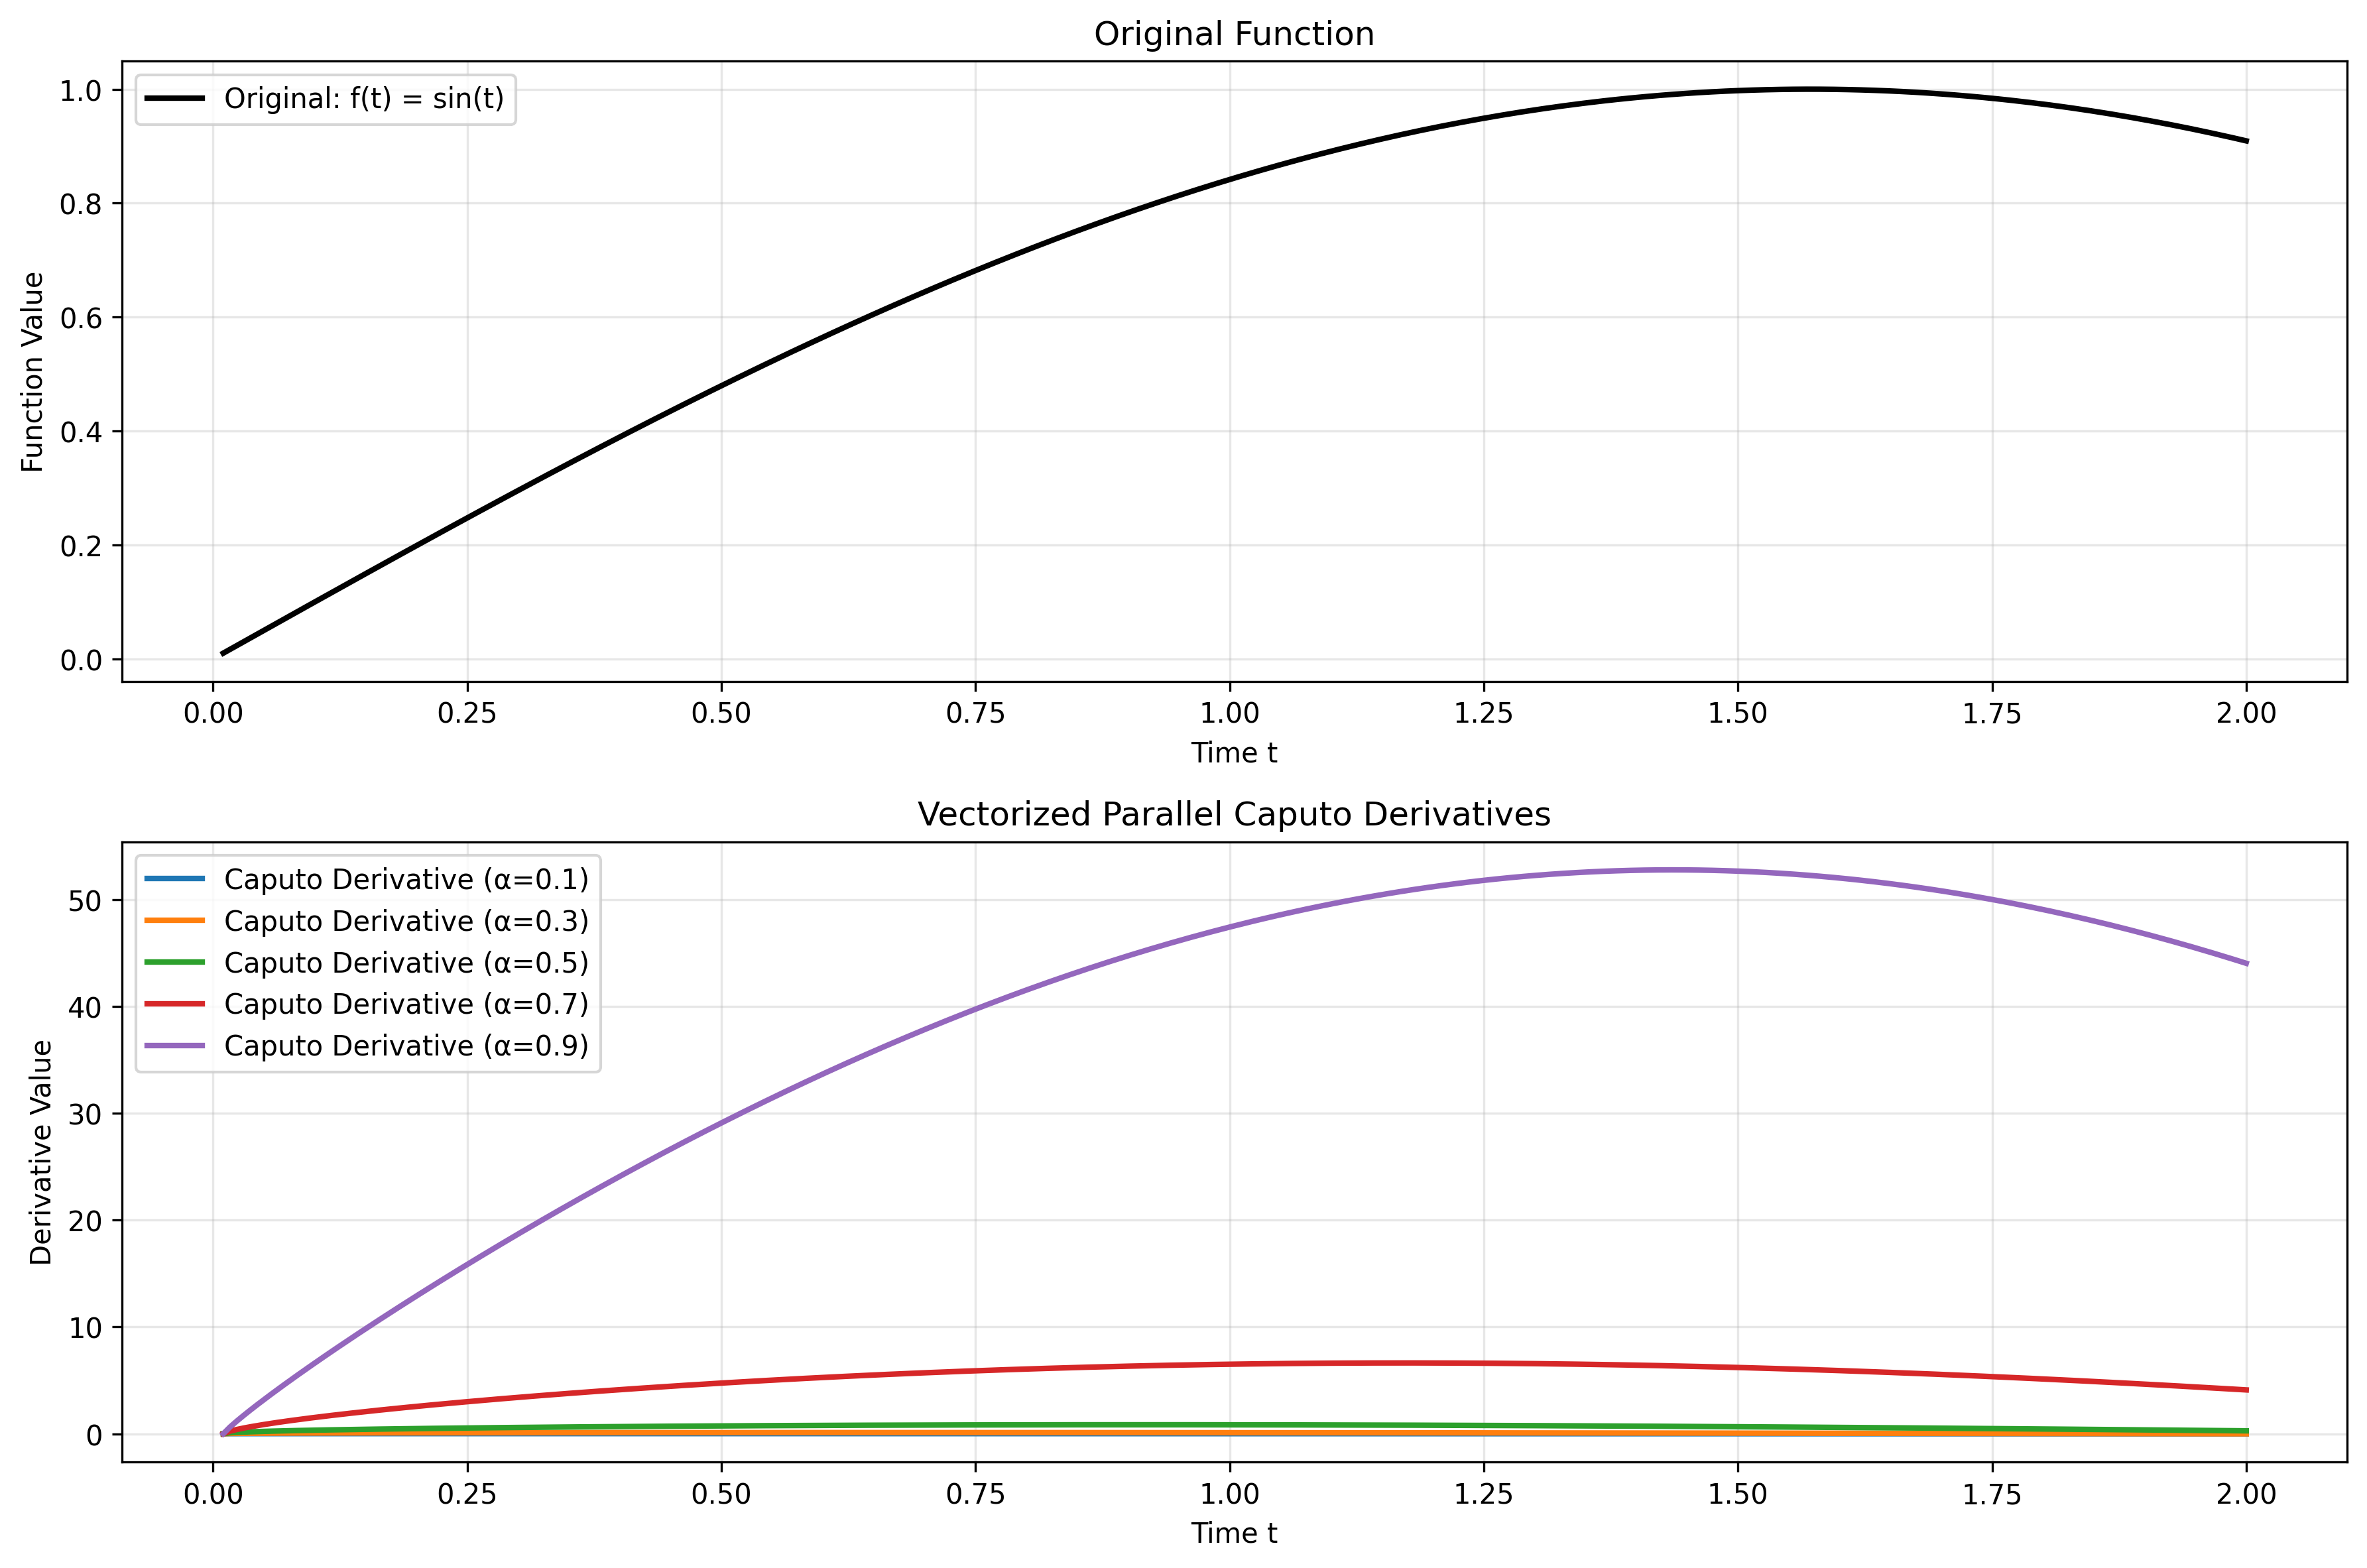 Original Function
Original: f(t) = sin(t)
Function Value
1.0
0.8
0.6
0.4
0.2
0.0
0.00 0.25 0.50 0.75 1.00 1.25 1.50 1.75 2.00
Time t
Vectorized Parallel Caputo Derivatives
Caputo Derivative (α=0.1)
Caputo Derivative (α=0.3)
Caputo Derivative (α=0.5)
Caputo Derivative (α=0.7)
Caputo Derivative (α=0.9)
Derivative Value
50
40
30
20
10
0
0.00 0.25 0.50 0.75 1.00 1.25 1.50 1.75 2.00
Time t